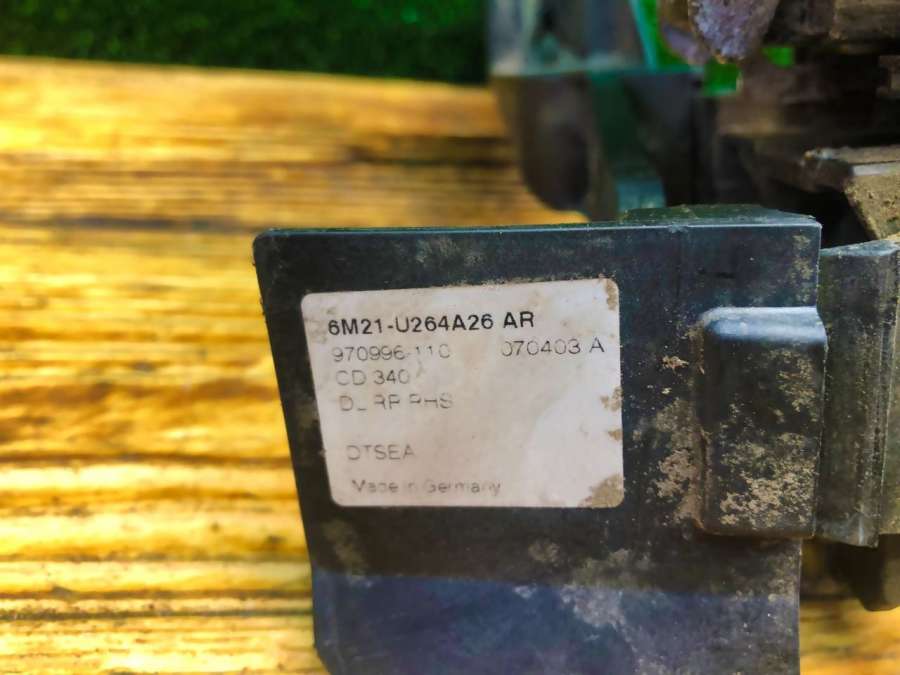 6M21-U264A26 AR
970996-110 070403 A
CD 340
DL RP RHS
DTSEA
Made in Germany